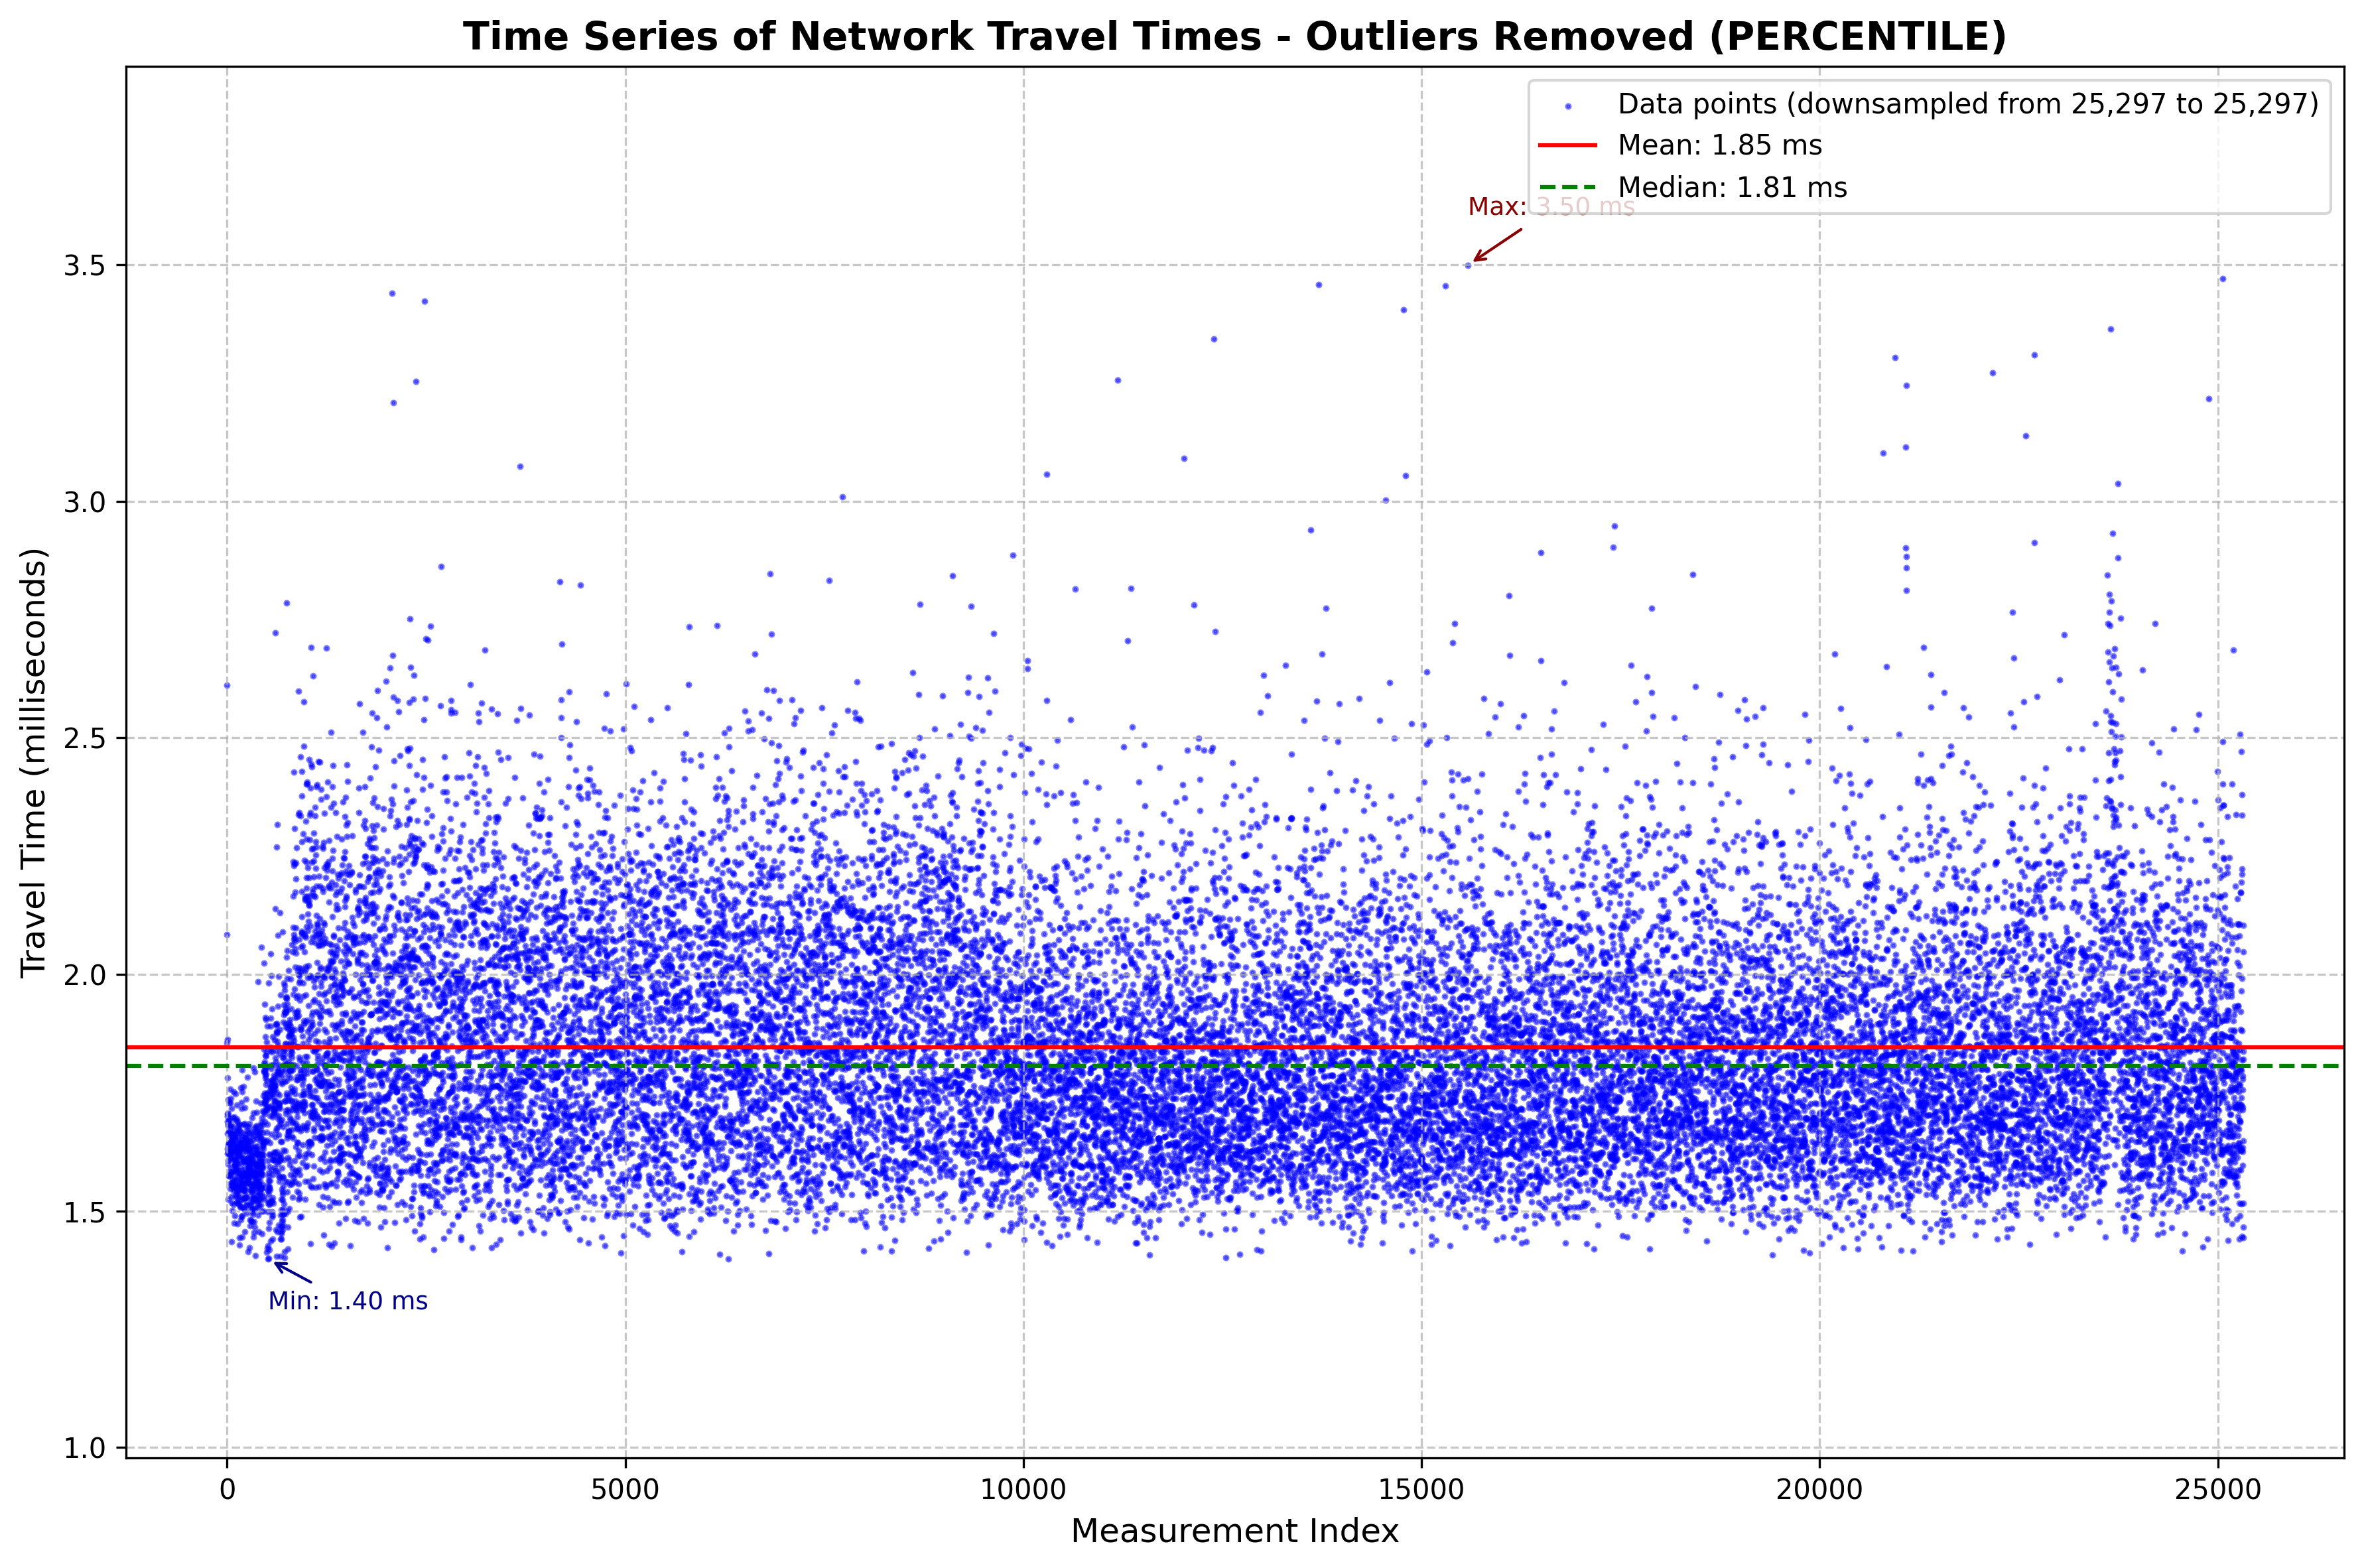 Time Series of Network Travel Times - Outliers Removed (PERCENTILE)
Data points (downsampled from 25,297 to 25,297)
Mean: 1.85 ms
Median: 1.81 ms
Max: 3.50 ms
3.5
3.0
2.5
2.0
1.5
1.0
Travel Time (milliseconds)
Min: 1.40 ms
0 5000 10000 15000 20000 25000
Measurement Index